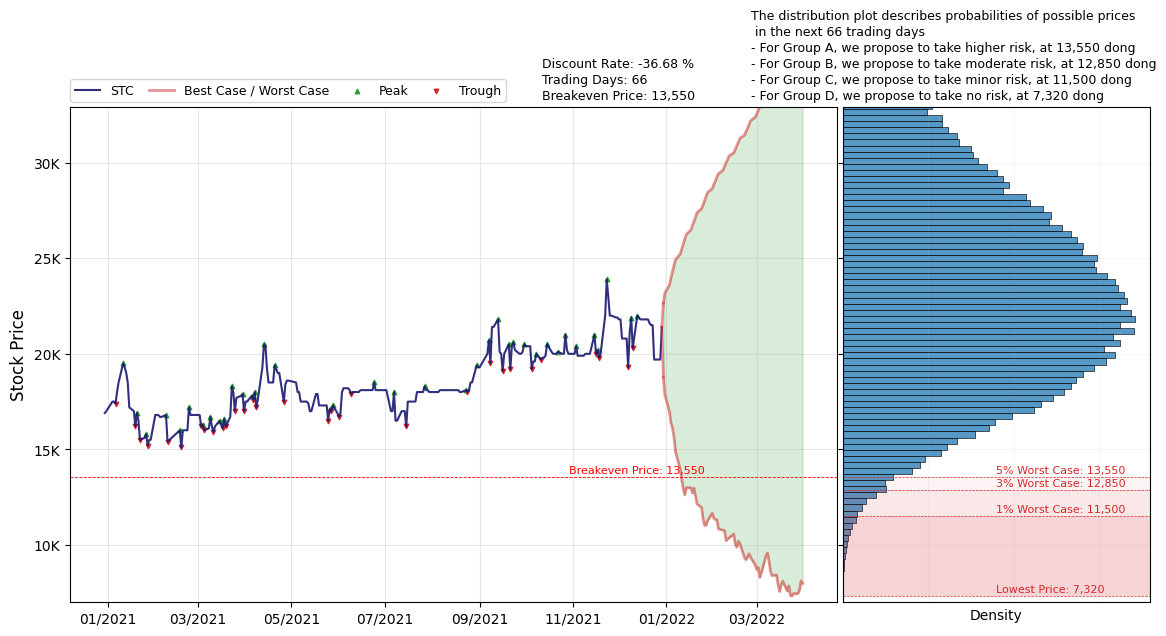 The distribution plot describes probabilities of possible prices
in the next 66 trading days
- For Group A, we propose to take higher risk, at 13,550 dong
- For Group B, we propose to take moderate risk, at 12,850 dong
- For Group C, we propose to take minor risk, at 11,500 dong
- For Group D, we propose to take no risk, at 7,320 dong
Discount Rate: -36.68 %
Trading Days: 66
Breakeven Price: 13,550
STC
Best Case / Worst Case
Peak
Trough
Stock Price
30K
25K
20K
15K
10K
Breakeven Price: 13,550
5% Worst Case: 13,550
3% Worst Case: 12,850
1% Worst Case: 11,500
Lowest Price: 7,320
01/2021
03/2021
05/2021
07/2021
09/2021
11/2021
01/2022
03/2022
Density